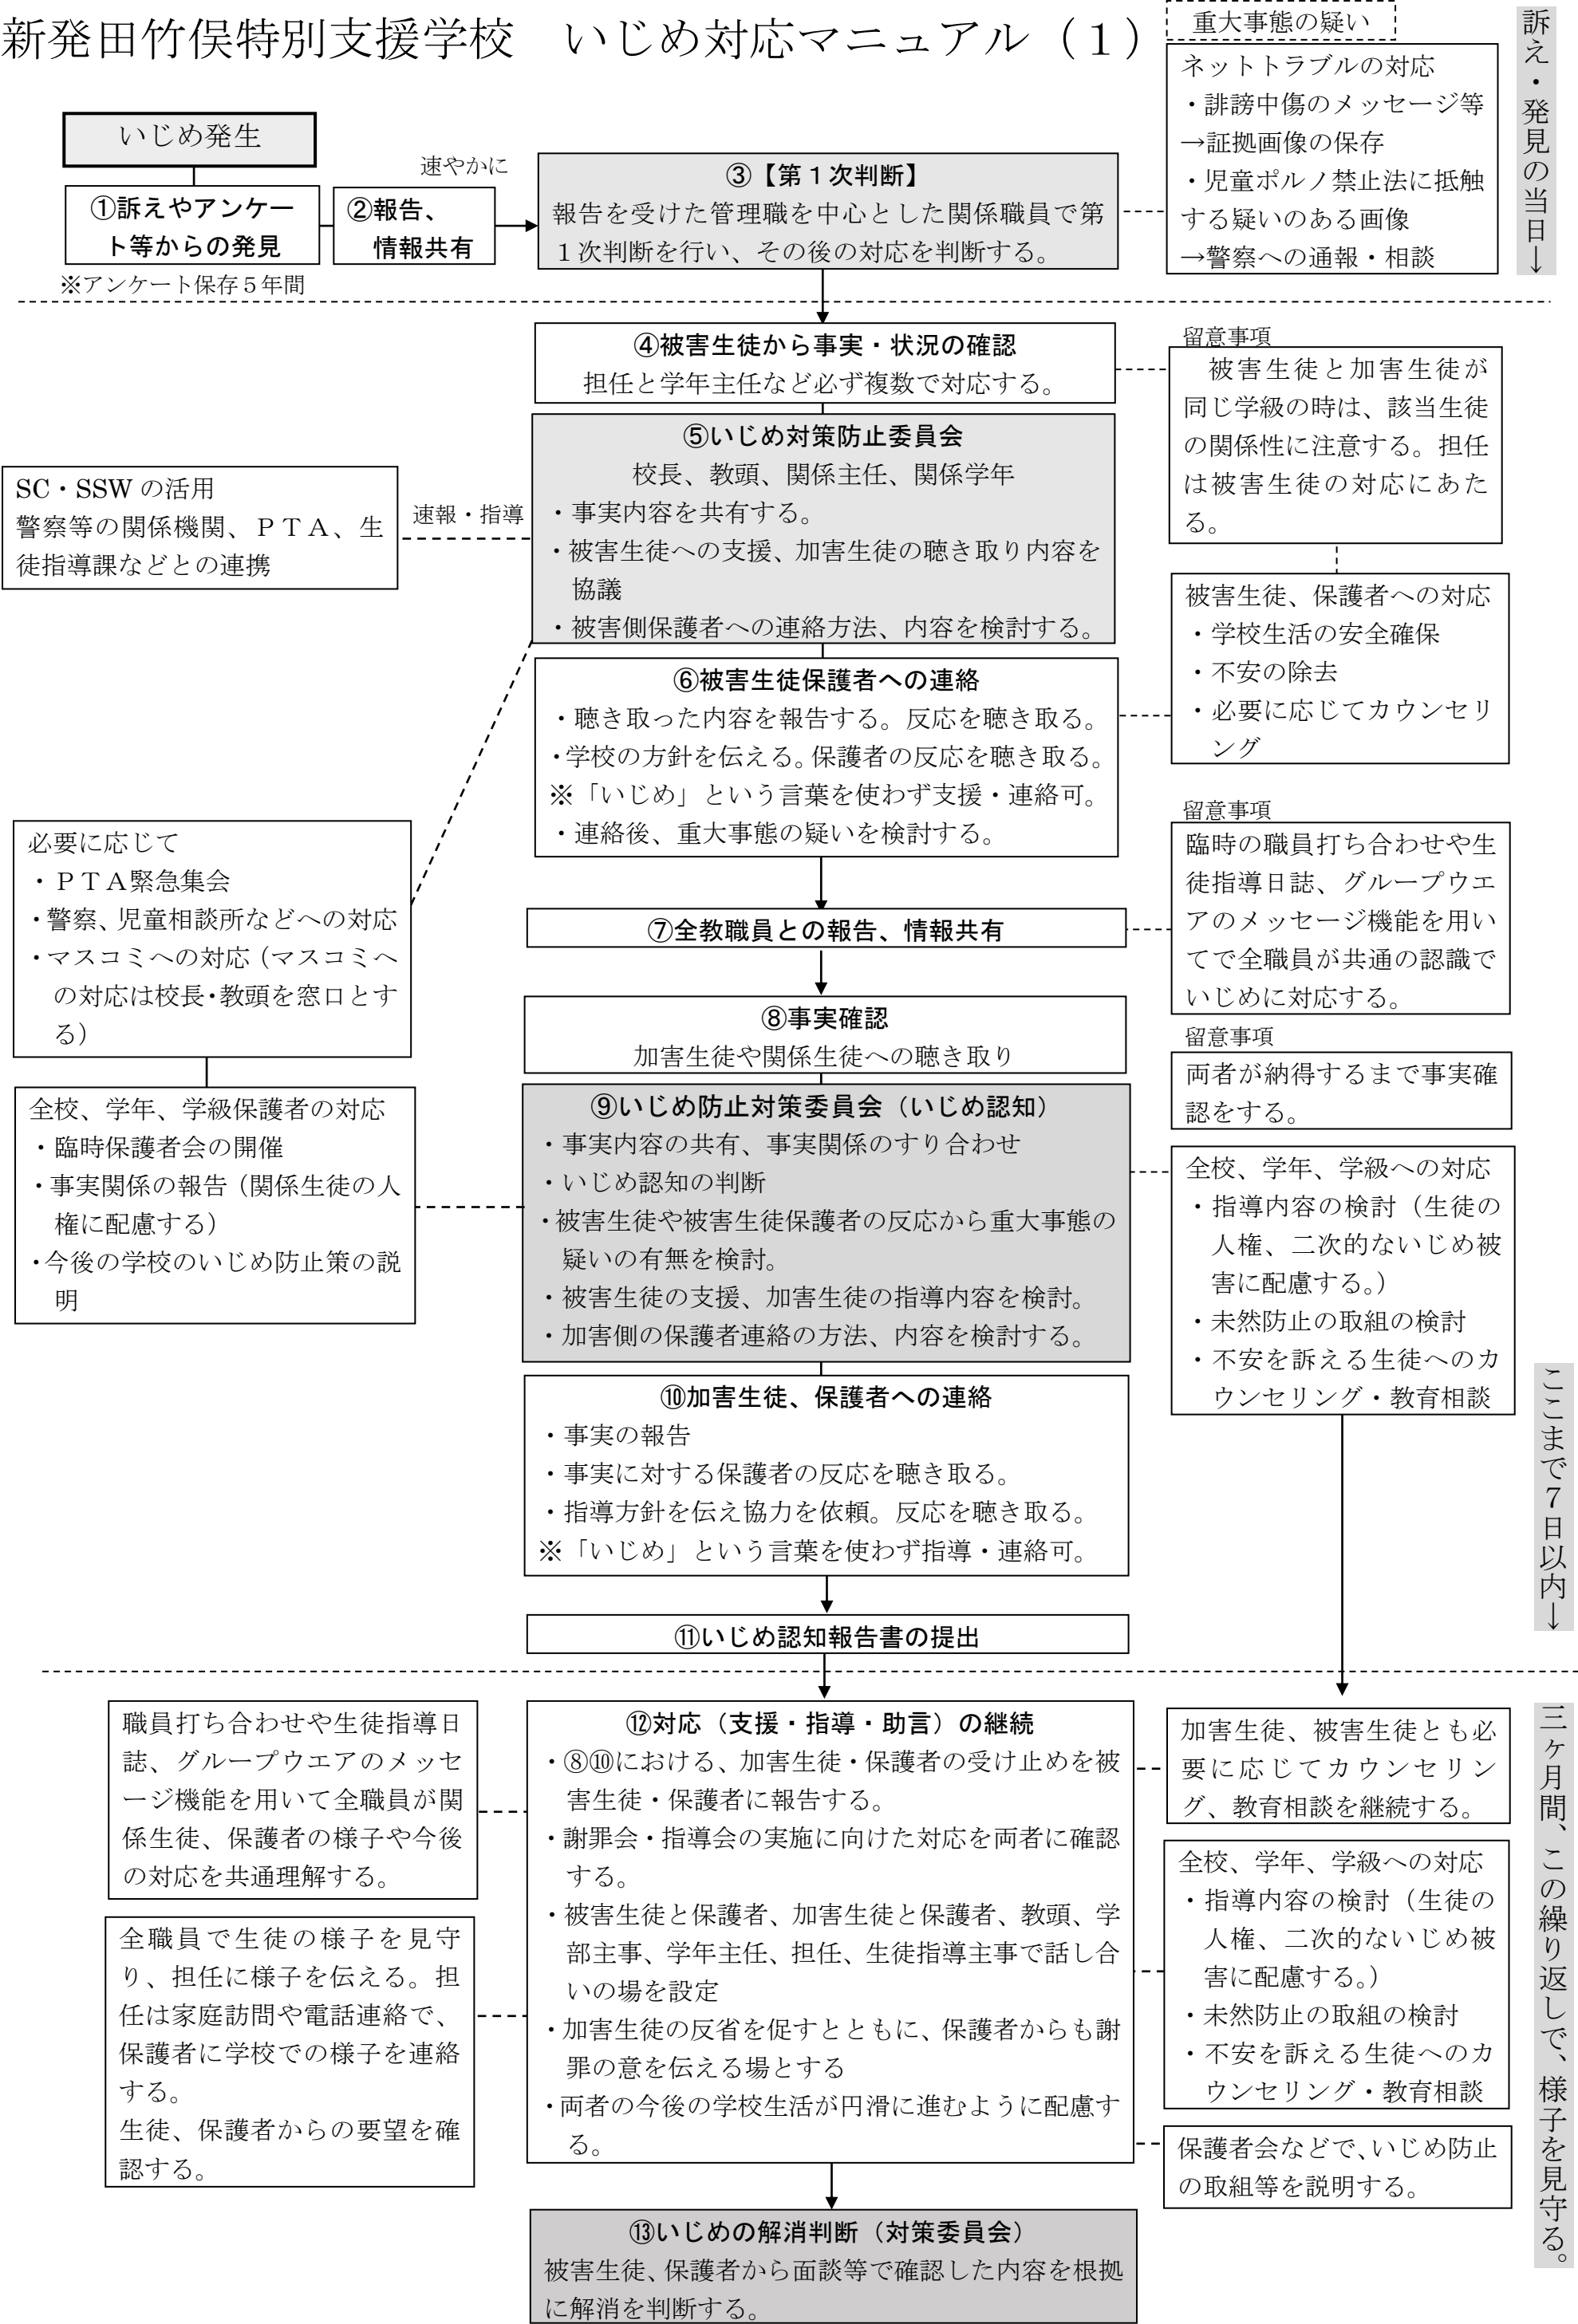 新発田竹俣特別支援学校　いじめ対応マニュアル（１）
重大事態の疑い
ネットトラブルの対応
・誹謗中傷のメッセージ等
→証拠画像の保存
・児童ポルノ禁止法に抵触
する疑いのある画像
→警察への通報・相談
訴え・発見の当日→
いじめ発生
①訴えやアンケー
ト等からの発見
※アンケート保存５年間
②報告、
情報共有
速やかに
③【第１次判断】
報告を受けた管理職を中心とした関係職員で第
１次判断を行い、その後の対応を判断する。
④被害生徒から事実・状況の確認
担任と学年主任など必ず複数で対応する。
留意事項
被害生徒と加害生徒が
同じ学級の時は、該当生徒
の関係性に注意する。担任
は被害生徒の対応にあた
る。
⑤いじめ対策防止委員会
校長、教頭、関係主任、関係学年
・事実内容を共有する。
・被害生徒への支援、加害生徒の聴き取り内容を
協議
・被害側保護者への連絡方法、内容を検討する。
SC・SSW の活用
警察等の関係機関、ＰＴＡ、生
徒指導課などとの連携
速報・指導
被害生徒、保護者への対応
・学校生活の安全確保
・不安の除去
・必要に応じてカウンセリ
ング
⑥被害生徒保護者への連絡
・聴き取った内容を報告する。反応を聴き取る。
・学校の方針を伝える。保護者の反応を聴き取る。
※「いじめ」という言葉を使わず支援・連絡可。
・連絡後、重大事態の疑いを検討する。
必要に応じて
・ＰＴＡ緊急集会
・警察、児童相談所などへの対応
・マスコミへの対応（マスコミへ
の対応は校長・教頭を窓口とす
る）
留意事項
臨時の職員打ち合わせや生
徒指導日誌、グループウエ
アのメッセージ機能を用い
てで全職員が共通の認識で
いじめに対応する。
⑦全教職員との報告、情報共有
⑧事実確認
加害生徒や関係生徒への聴き取り
留意事項
両者が納得するまで事実確
認をする。
⑨いじめ防止対策委員会（いじめ認知）
・事実内容の共有、事実関係のすり合わせ
・いじめ認知の判断
・被害生徒や被害生徒保護者の反応から重大事態の
疑いの有無を検討。
・被害生徒の支援、加害生徒の指導内容を検討。
・加害側の保護者連絡の方法、内容を検討する。
全校、学年、学級保護者の対応
・臨時保護者会の開催
・事実関係の報告（関係生徒の人
権に配慮する）
・今後の学校のいじめ防止策の説
明
全校、学年、学級への対応
・指導内容の検討（生徒の
人権、二次的ないじめ被
害に配慮する。）
・未然防止の取組の検討
・不安を訴える生徒へのカ
ウンセリング・教育相談
ここまで７日以内→
⑩加害生徒、保護者への連絡
・事実の報告
・事実に対する保護者の反応を聴き取る。
・指導方針を伝え協力を依頼。反応を聴き取る。
※「いじめ」という言葉を使わず指導・連絡可。
⑪いじめ認知報告書の提出
職員打ち合わせや生徒指導日
誌、グループウエアのメッセ
ージ機能を用いて全職員が関
係生徒、保護者の様子や今後
の対応を共通理解する。
全職員で生徒の様子を見守
り、担任に様子を伝える。担
任は家庭訪問や電話連絡で、
保護者に学校での様子を連絡
する。
生徒、保護者からの要望を確
認する。
⑫対応（支援・指導・助言）の継続
・⑧⑩における、加害生徒・保護者の受け止めを被
害生徒・保護者に報告する。
・謝罪会・指導会の実施に向けた対応を両者に確認
する。
・被害生徒と保護者、加害生徒と保護者、教頭、学
部主事、学年主任、担任、生徒指導主事で話し合
いの場を設定
・加害生徒の反省を促すとともに、保護者からも謝
罪の意を伝える場とする
・両者の今後の学校生活が円滑に進むように配慮す
る。
加害生徒、被害生徒とも必
要に応じてカウンセリン
グ、教育相談を継続する。
全校、学年、学級への対応
・指導内容の検討（生徒の
人権、二次的ないじめ被
害に配慮する。）
・未然防止の取組の検討
・不安を訴える生徒へのカ
ウンセリング・教育相談
保護者会などで、いじめ防止
の取組等を説明する。
三ヶ月間、この繰り返しで、様子を見守る。
⑬いじめの解消判断（対策委員会）
被害生徒、保護者から面談等で確認した内容を根拠
に解消を判断する。